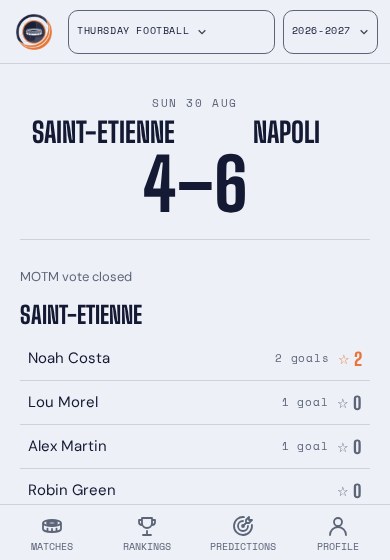 THURSDAY FOOTBALL
2026-2027
SUN 30 AUG
SAINT-ETIENNE NAPOLI
4–6
MOTM vote closed
SAINT-ETIENNE
Noah Costa 2 goals ☆ 2
Lou Morel 1 goal ☆ 0
Alex Martin 1 goal ☆ 0
Robin Green ☆ 0
MATCHES RANKINGS PREDICTIONS PROFILE